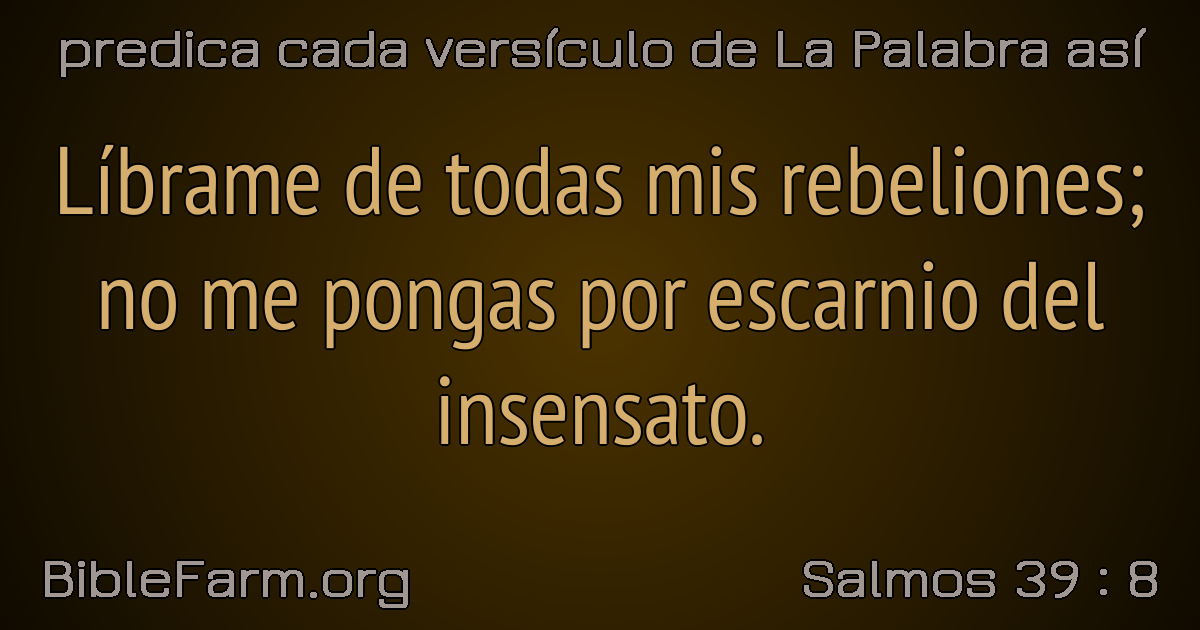 predica cada versículo de La Palabra así
Líbrame de todas mis rebeliones;
no me pongas por escarnio del
insensato.
BibleFarm.org
Salmos 39 : 8